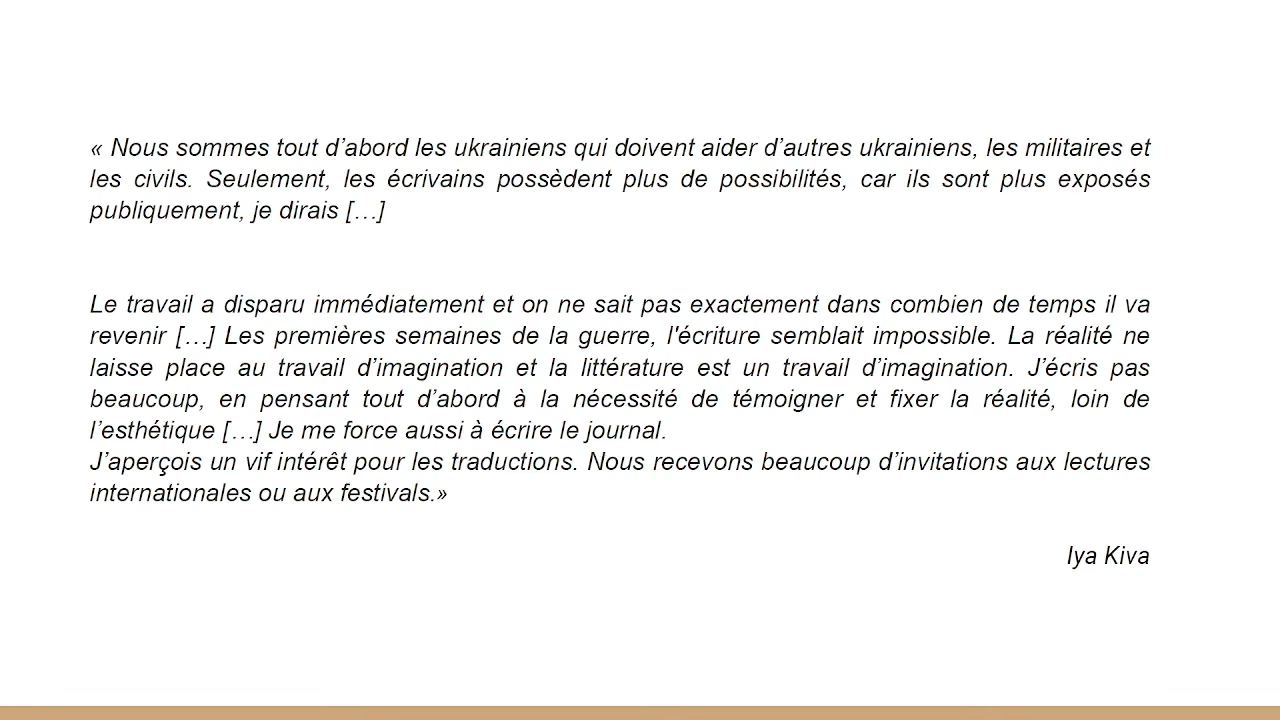 « Nous sommes tout d’abord les ukrainiens qui doivent aider d’autres ukrainiens, les militaires et
les civils. Seulement, les écrivains possèdent plus de possibilités, car ils sont plus exposés
publiquement, je dirais […]
Le travail a disparu immédiatement et on ne sait pas exactement dans combien de temps il va
revenir […] Les premières semaines de la guerre, l'écriture semblait impossible. La réalité ne
laisse place au travail d’imagination et la littérature est un travail d’imagination. J’écris pas
beaucoup, en pensant tout d’abord à la nécessité de témoigner et fixer la réalité, loin de
l’esthétique […] Je me force aussi à écrire le journal.
J’aperçois un vif intérêt pour les traductions. Nous recevons beaucoup d’invitations aux lectures
internationales ou aux festivals.»
Iya Kiva